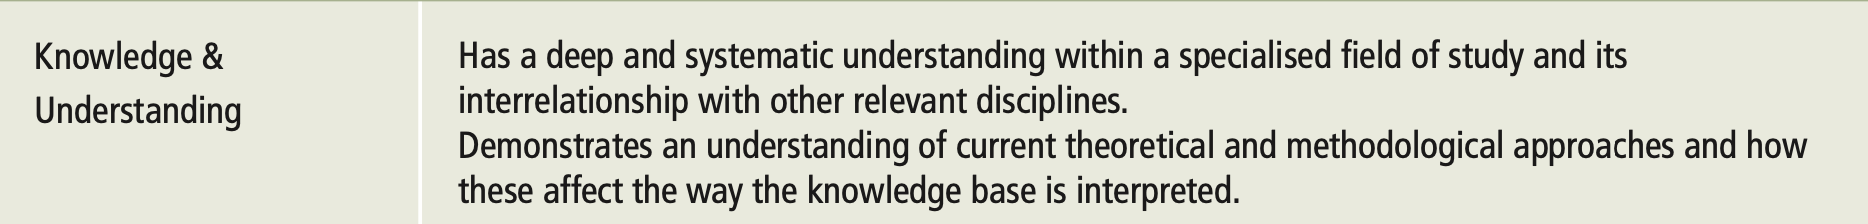 Knowledge &
Understanding
Has a deep and systematic understanding within a specialised field of study and its
interrelationship with other relevant disciplines.
Demonstrates an understanding of current theoretical and methodological approaches and how
these affect the way the knowledge base is interpreted.